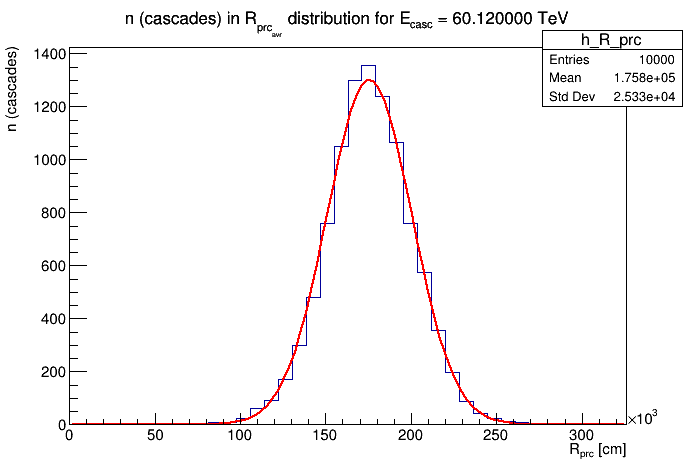 n (cascades) in R_prc_avr distribution for E_casc = 60.120000 TeV
h_R_prc
Entries 10000
Mean 1.758e+05
Std Dev 2.533e+04
n (cascades)
1400
1200
1000
800
600
400
200
0
0 50 100 150 200 250 300
×10³
R_prc [cm]